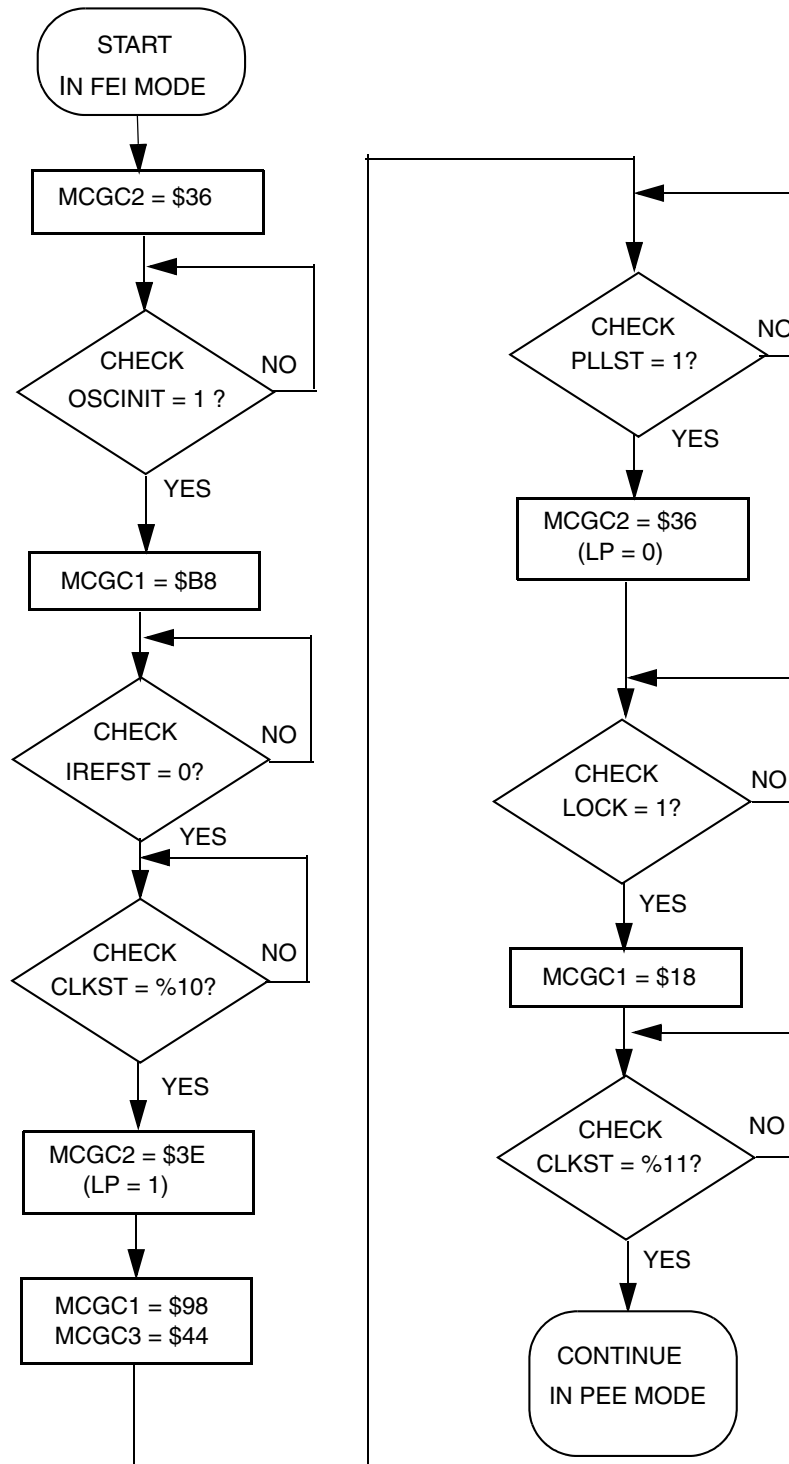 START
IN FEI MODE
MCGC2 = $36
CHECK
OSCINIT = 1 ?
NO
YES
MCGC1 = $B8
CHECK
IREFST = 0?
NO
YES
CHECK
CLKST = %10?
NO
YES
MCGC2 = $3E
(LP = 1)
MCGC1 = $98
MCGC3 = $44
CHECK
PLLST = 1?
NO
YES
MCGC2 = $36
(LP = 0)
CHECK
LOCK = 1?
NO
YES
MCGC1 = $18
CHECK
CLKST = %11?
NO
YES
CONTINUE
IN PEE MODE